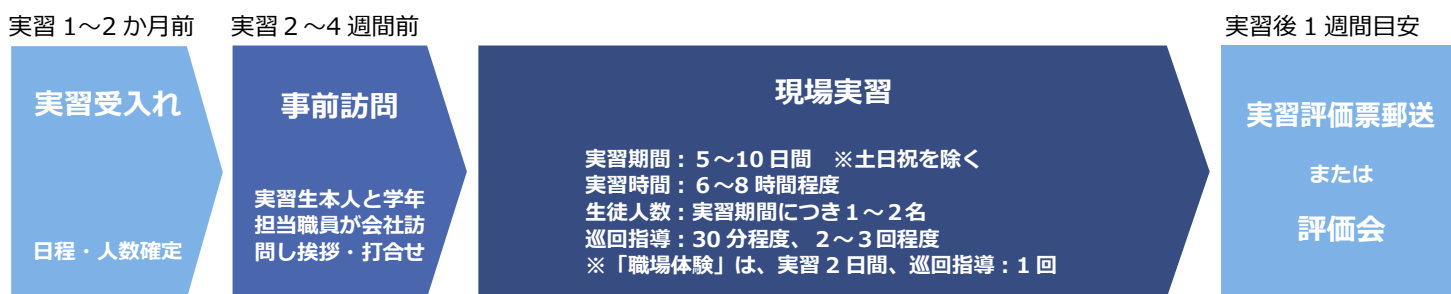 実習 1～2 か月前
実習受入れ
日程・人数確定
実習２～4 週間前
事前訪問
実習生本人と学年
担当職員が会社訪
問し挨拶・打合せ
現場実習
実習期間：５～10 日間　※土日祝を除く
実習時間：６～8 時間程度
生徒人数：実習期間につき１～２名
巡回指導：30 分程度、２～３回程度
※「職場体験」は、実習２日間、巡回指導：1 回
実習後 1 週間目安
実習評価票郵送
または
評価会